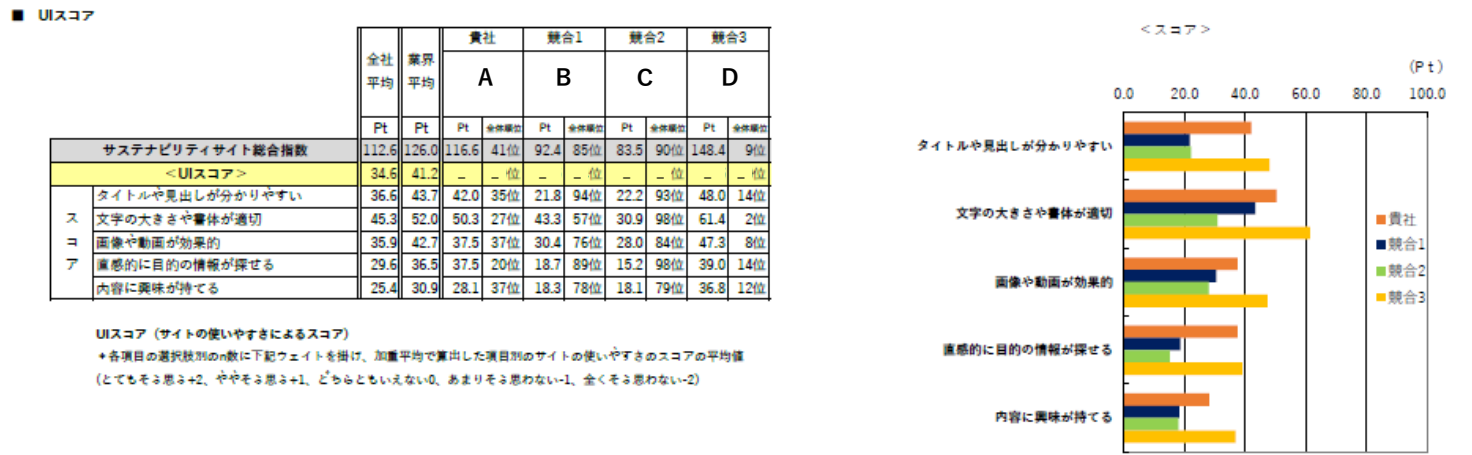 ■ UIスコア
全社平均 業界平均 貴社 競合1 競合2 競合3
A B C D
Pt Pt Pt 全体順位 Pt 全体順位 Pt 全体順位 Pt 全体順位
サステナビリティサイト総合指数 112.6 126.0 116.6 41位 92.4 85位 83.5 90位 148.4 9位
＜UIスコア＞ 34.6 41.2 _ _ 位 _ _ 位 _ _ 位 _ _ 位
スコア
タイトルや見出しが分かりやすい 36.6 43.7 42.0 35位 21.8 94位 22.2 93位 48.0 14位
文字の大きさや書体が適切 45.3 52.0 50.3 27位 43.3 57位 30.9 98位 61.4 2位
画像や動画が効果的 35.9 42.7 37.5 37位 30.4 76位 28.0 84位 47.3 8位
直感的に目的の情報が探せる 29.6 36.5 37.5 20位 18.7 89位 15.2 98位 39.0 14位
内容に興味が持てる 25.4 30.9 28.1 37位 18.3 78位 18.1 79位 36.8 12位
UIスコア（サイトの使いやすさによるスコア）
＊各項目の選択肢別のn数に下記ウェイトを掛け、加重平均で算出した項目別のサイトの使いやすさのスコアの平均値
(とてもそう思う+2、ややそう思う+1、どちらともいえない0、あまりそう思わない-1、全くそう思わない-2)
＜スコア＞
(Pt)
0.0 20.0 40.0 60.0 80.0 100.0
タイトルや見出しが分かりやすい
文字の大きさや書体が適切
画像や動画が効果的
直感的に目的の情報が探せる
内容に興味が持てる
貴社
競合1
競合2
競合3